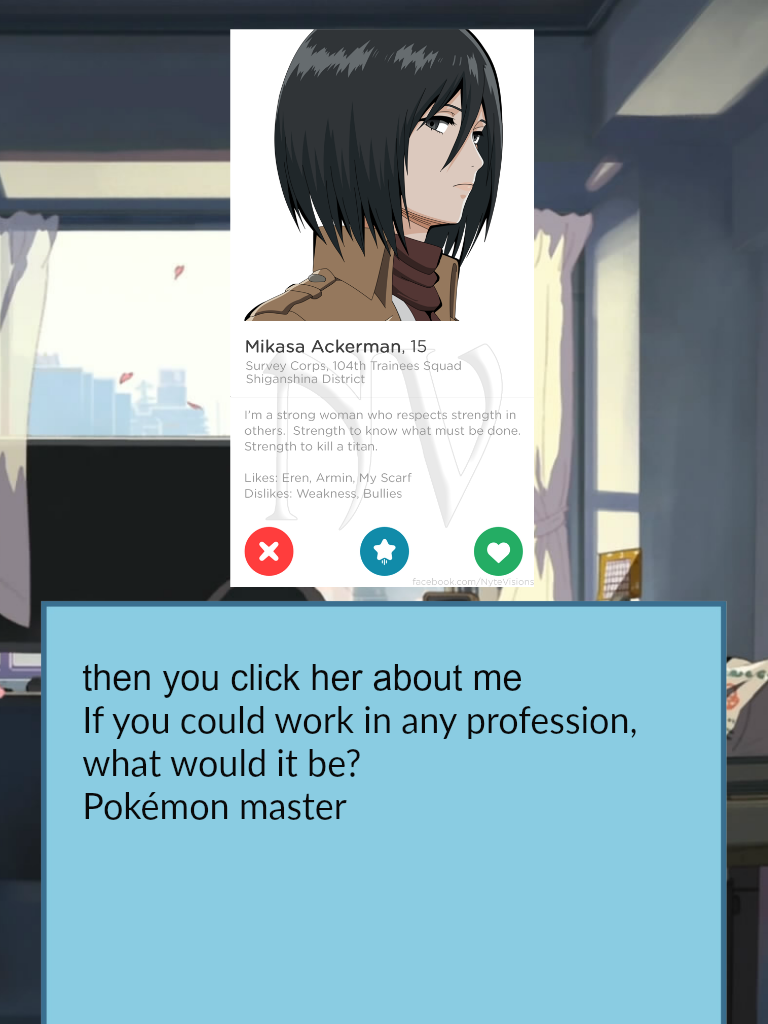 Mikasa Ackerman, 15
Survey Corps, 104th Trainees Squad
Shiganshina District
I'm a strong woman who respects strength in
others. Strength to know what must be done.
Strength to kill a titan.
Likes: Eren, Armin, My Scarf
Dislikes: Weakness, Bullies
NV
facebook.com/NyteVisions
then you click her about me
If you could work in any profession,
what would it be?
Pokémon master